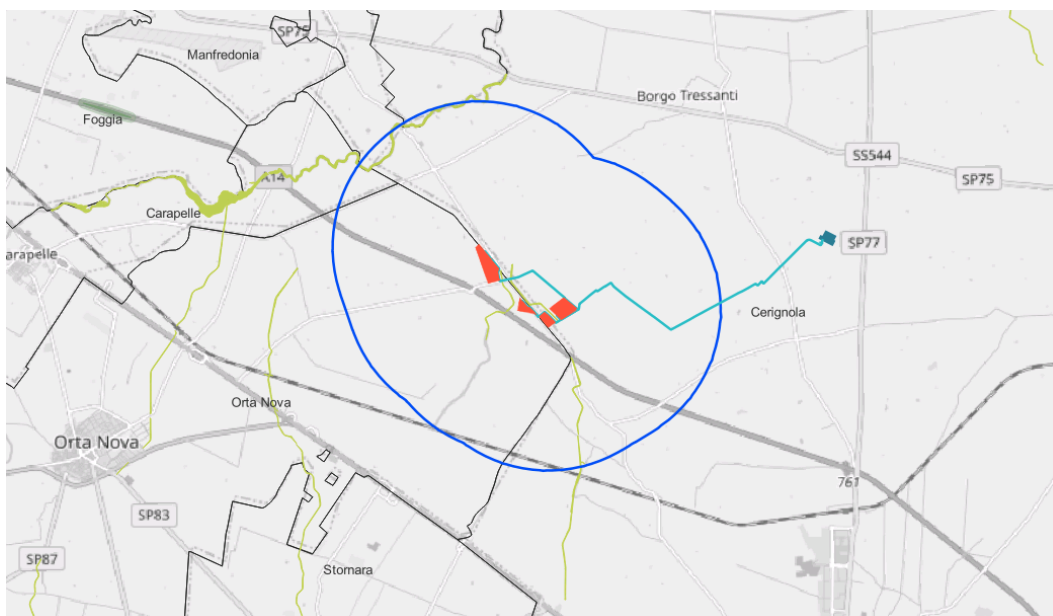 SP75
Manfredonia
Borgo Tressanti
Foggia
SS544
A14
SP75
Carapelle
SP77
arapelle
Cerignola
Orta Nova
Orta Nova
761
SP83
SP87
Stornara